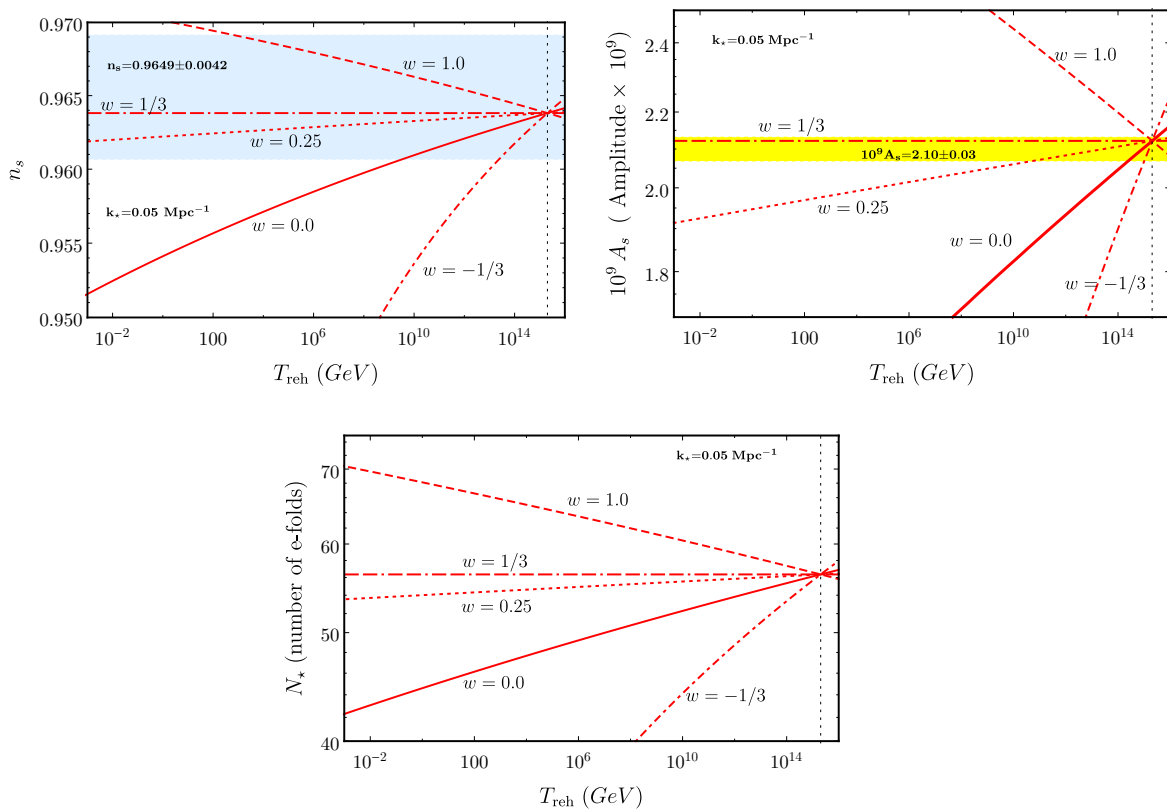 0.970
0.965
0.960
0.955
0.950
n_s
n_s=0.9649±0.0042
w = 1.0
w = 1/3
w = 0.25
k⋆=0.05 Mpc⁻¹
w = 0.0
w = −1/3
10⁻² 100 10⁶ 10¹⁰ 10¹⁴
T_reh (GeV)
2.4
2.2
2.0
1.8
10⁹ A_s ( Amplitude × 10⁹)
k⋆=0.05 Mpc⁻¹
w = 1.0
w = 1/3
10⁹A_s=2.10±0.03
w = 0.25
w = 0.0
w = −1/3
10⁻² 100 10⁶ 10¹⁰ 10¹⁴
T_reh (GeV)
70
60
50
40
N⋆ (number of e-folds)
k⋆=0.05 Mpc⁻¹
w = 1.0
w = 1/3
w = 0.25
w = 0.0
w = −1/3
10⁻² 100 10⁶ 10¹⁰ 10¹⁴
T_reh (GeV)